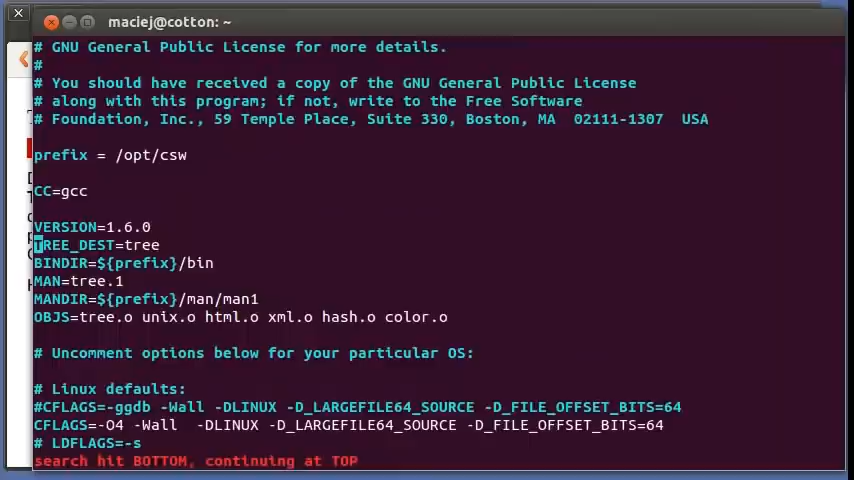 maciej@cotton: ~
# GNU General Public License for more details.
#
# You should have received a copy of the GNU General Public License
# along with this program; if not, write to the Free Software
# Foundation, Inc., 59 Temple Place, Suite 330, Boston, MA  02111-1307  USA
prefix = /opt/csw
CC=gcc
VERSION=1.6.0
TREE_DEST=tree
BINDIR=${prefix}/bin
MAN=tree.1
MANDIR=${prefix}/man/man1
OBJS=tree.o unix.o html.o xml.o hash.o color.o
# Uncomment options below for your particular OS:
# Linux defaults:
#CFLAGS=-ggdb -Wall -DLINUX -D_LARGEFILE64_SOURCE -D_FILE_OFFSET_BITS=64
CFLAGS=-O4 -Wall  -DLINUX -D_LARGEFILE64_SOURCE -D_FILE_OFFSET_BITS=64
# LDFLAGS=-s
search hit BOTTOM, continuing at TOP